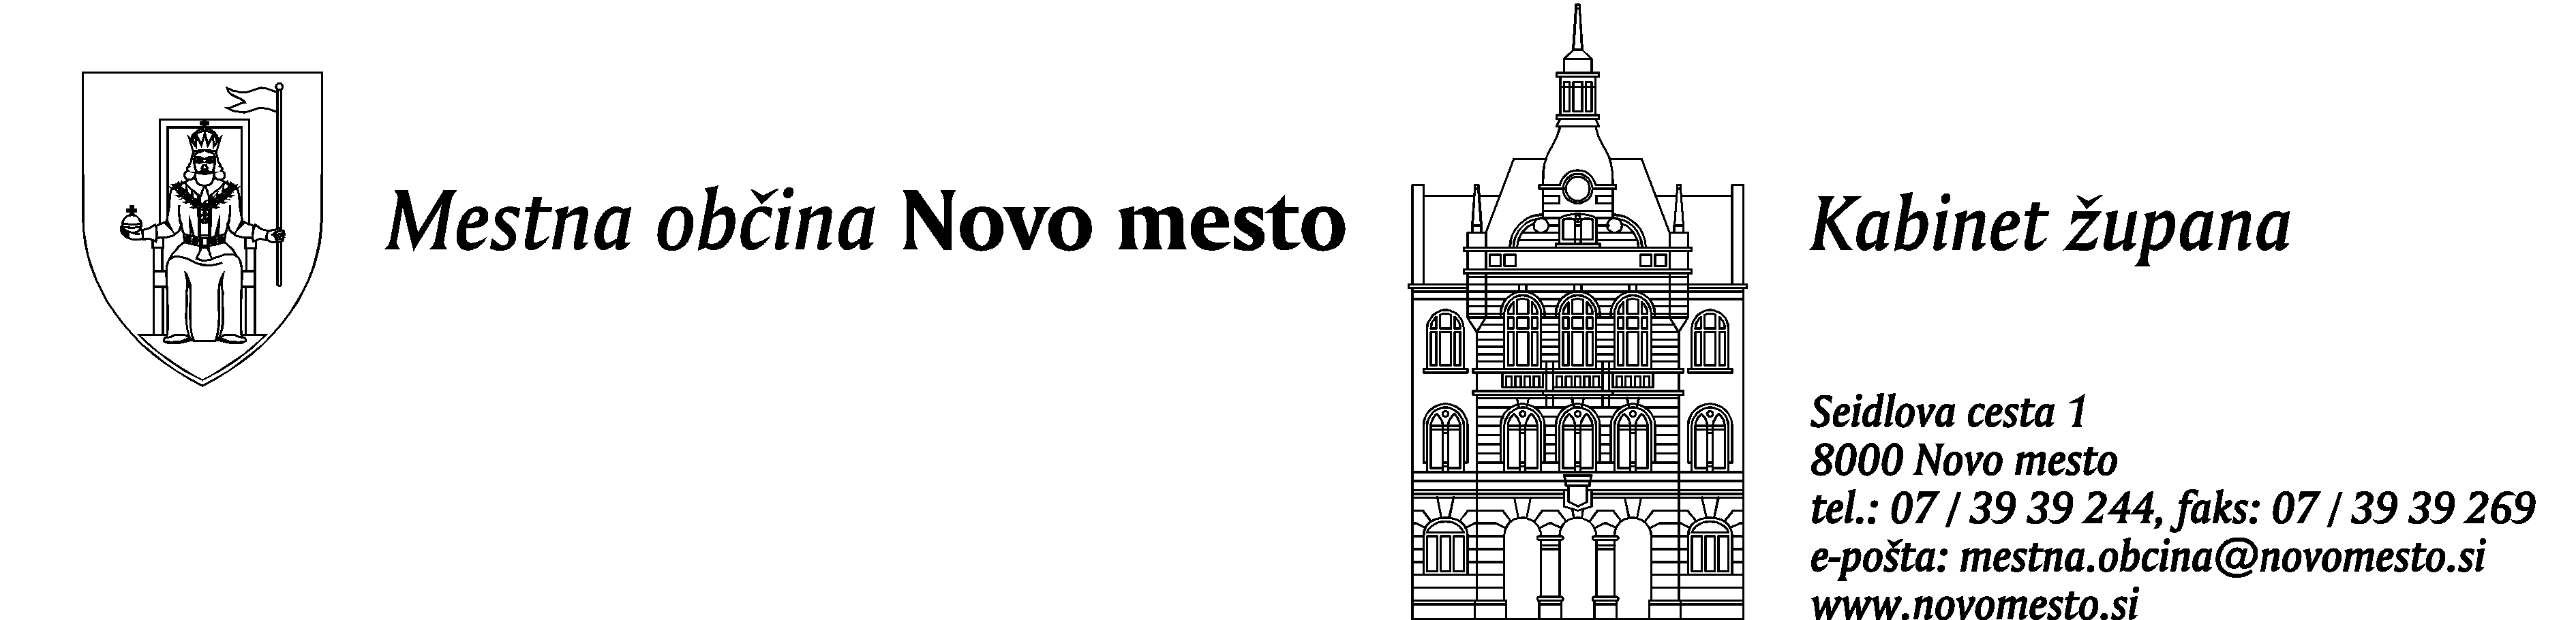 Mestna občina Novo mesto
Kabinet župana
Seidlova cesta 1
8000 Novo mesto
tel.: 07 / 39 39 244, faks: 07 / 39 39 269
e-pošta: mestna.obcina@novomesto.si
www.novomesto.si